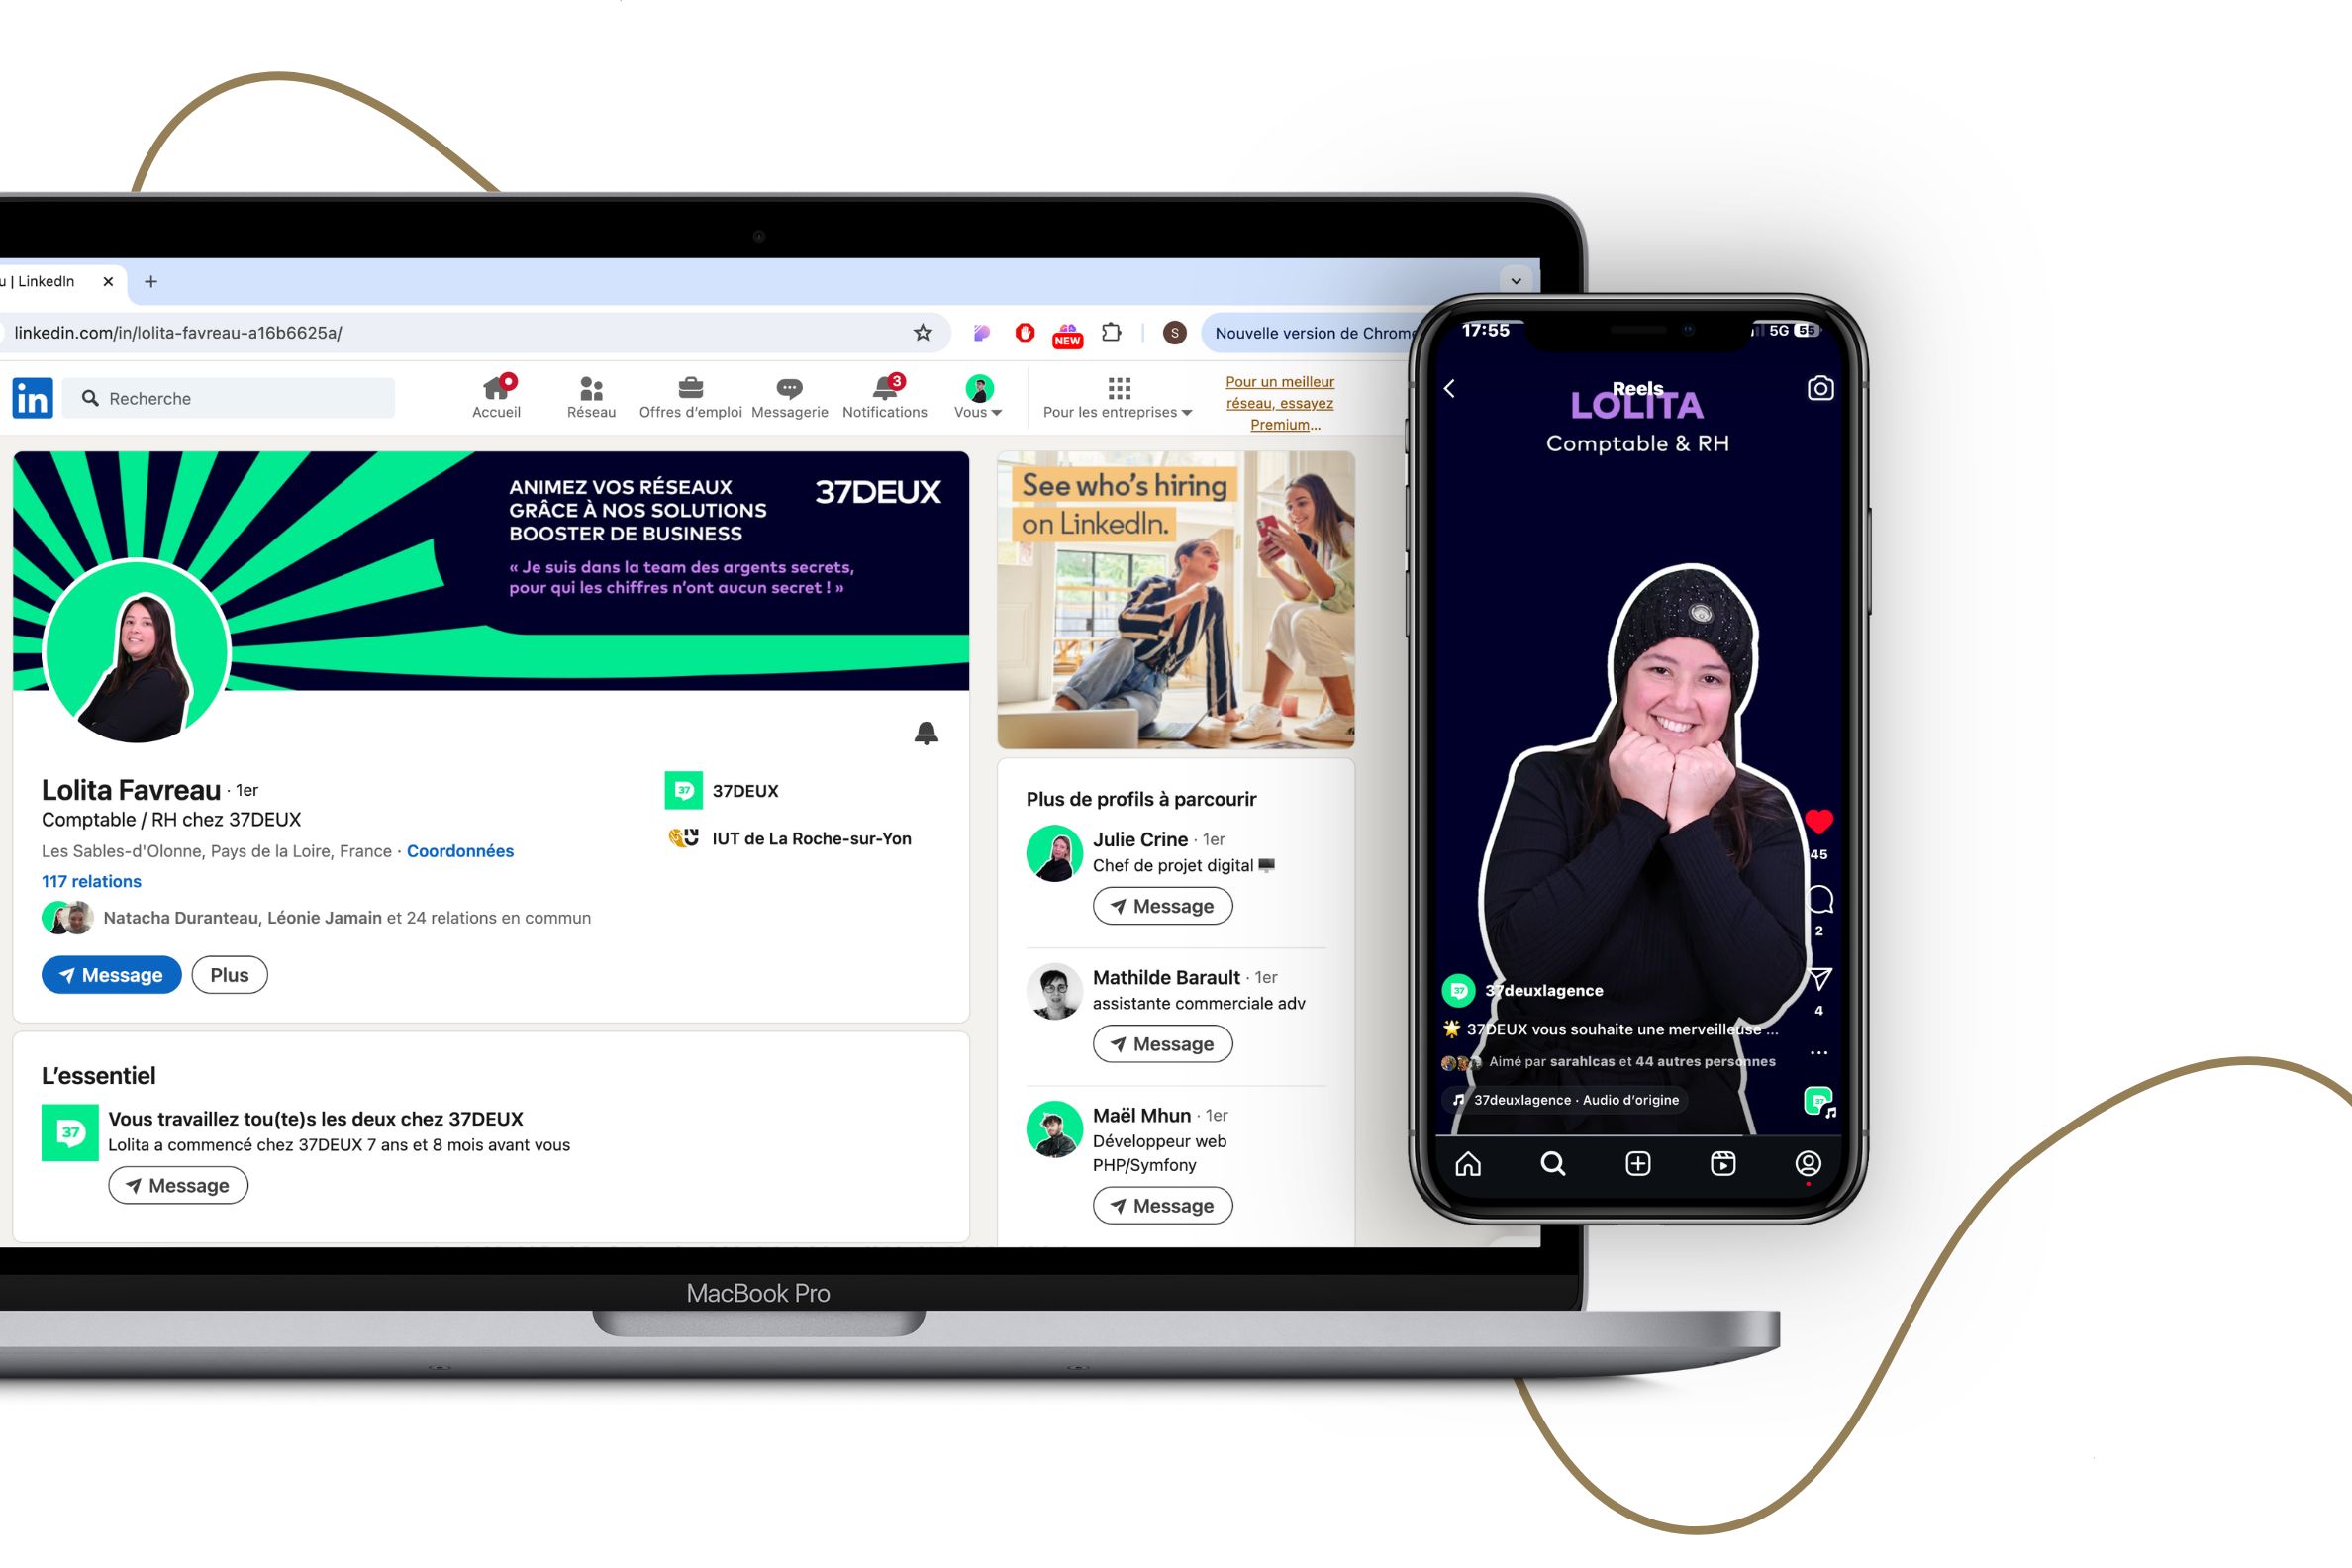 u | LinkedIn
linkedin.com/in/lolita-favreau-a16b6625a/
NEW
S
Nouvelle version de Chrome
in
Recherche
Accueil
Réseau
Offres d'emploi
Messagerie
3
Notifications
Vous
Pour les entreprises
Pour un meilleur
réseau, essayez
Premium...
ANIMEZ VOS RÉSEAUX
GRÂCE À NOS SOLUTIONS
BOOSTER DE BUSINESS
37DEUX
« Je suis dans la team des argents secrets,
pour qui les chiffres n'ont aucun secret ! »
Lolita Favreau · 1er
Comptable / RH chez 37DEUX
Les Sables-d'Olonne, Pays de la Loire, France · Coordonnées
117 relations
Natacha Duranteau, Léonie Jamain et 24 relations en commun
Message
Plus
37
37DEUX
IUT de La Roche-sur-Yon
L'essentiel
37
Vous travaillez tou(te)s les deux chez 37DEUX
Lolita a commencé chez 37DEUX 7 ans et 8 mois avant vous
Message
See who's hiring
on LinkedIn.
Plus de profils à parcourir
Julie Crine · 1er
Chef de projet digital
Message
Mathilde Barault · 1er
assistante commerciale adv
Message
Maël Mhun · 1er
Développeur web
PHP/Symfony
Message
MacBook Pro
17:55
5G
55
Reels
LOLITA
Comptable & RH
45
2
4
37
37deuxlagence
37DEUX vous souhaite une merveilleuse ...
Aimé par sarahlcas et 44 autres personnes
37deuxlagence · Audio d'origine
37